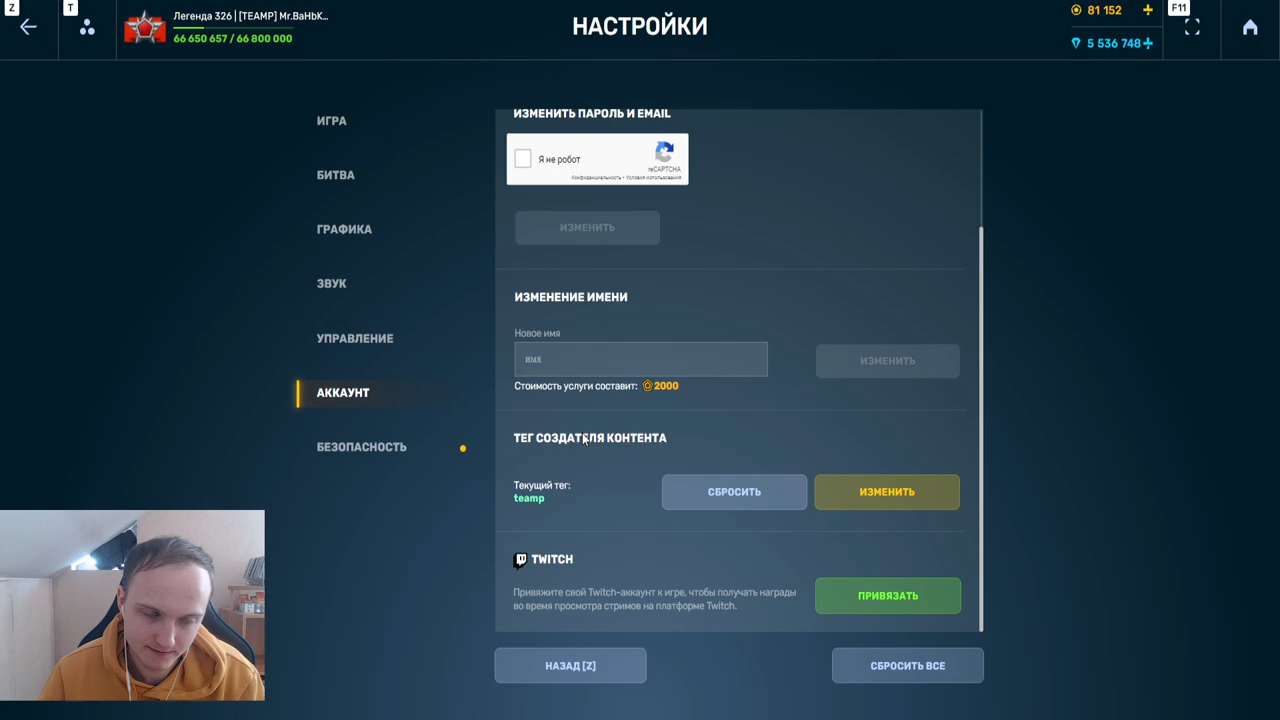 Z
T
Легенда 326 | [TEAMP] Mr.BaHbK...
66 650 657 / 66 800 000
НАСТРОЙКИ
81 152 +
5 536 748 +
F11
ИГРА
БИТВА
ГРАФИКА
ЗВУК
УПРАВЛЕНИЕ
АККАУНТ
БЕЗОПАСНОСТЬ
ИЗМЕНИТЬ ПАРОЛЬ И EMAIL
Я не робот
reCAPTCHA
Конфиденциальность • Условия использования
ИЗМЕНИТЬ
ИЗМЕНЕНИЕ ИМЕНИ
Новое имя
имя
ИЗМЕНИТЬ
Стоимость услуги составит: 2000
ТЕГ СОЗДАТЕЛЯ КОНТЕНТА
Текущий тег:
teamp
СБРОСИТЬ
ИЗМЕНИТЬ
TWITCH
Привяжите свой Twitch-аккаунт к игре, чтобы получать награды
во время просмотра стримов на платформе Twitch.
ПРИВЯЗАТЬ
НАЗАД [Z]
СБРОСИТЬ ВСЕ